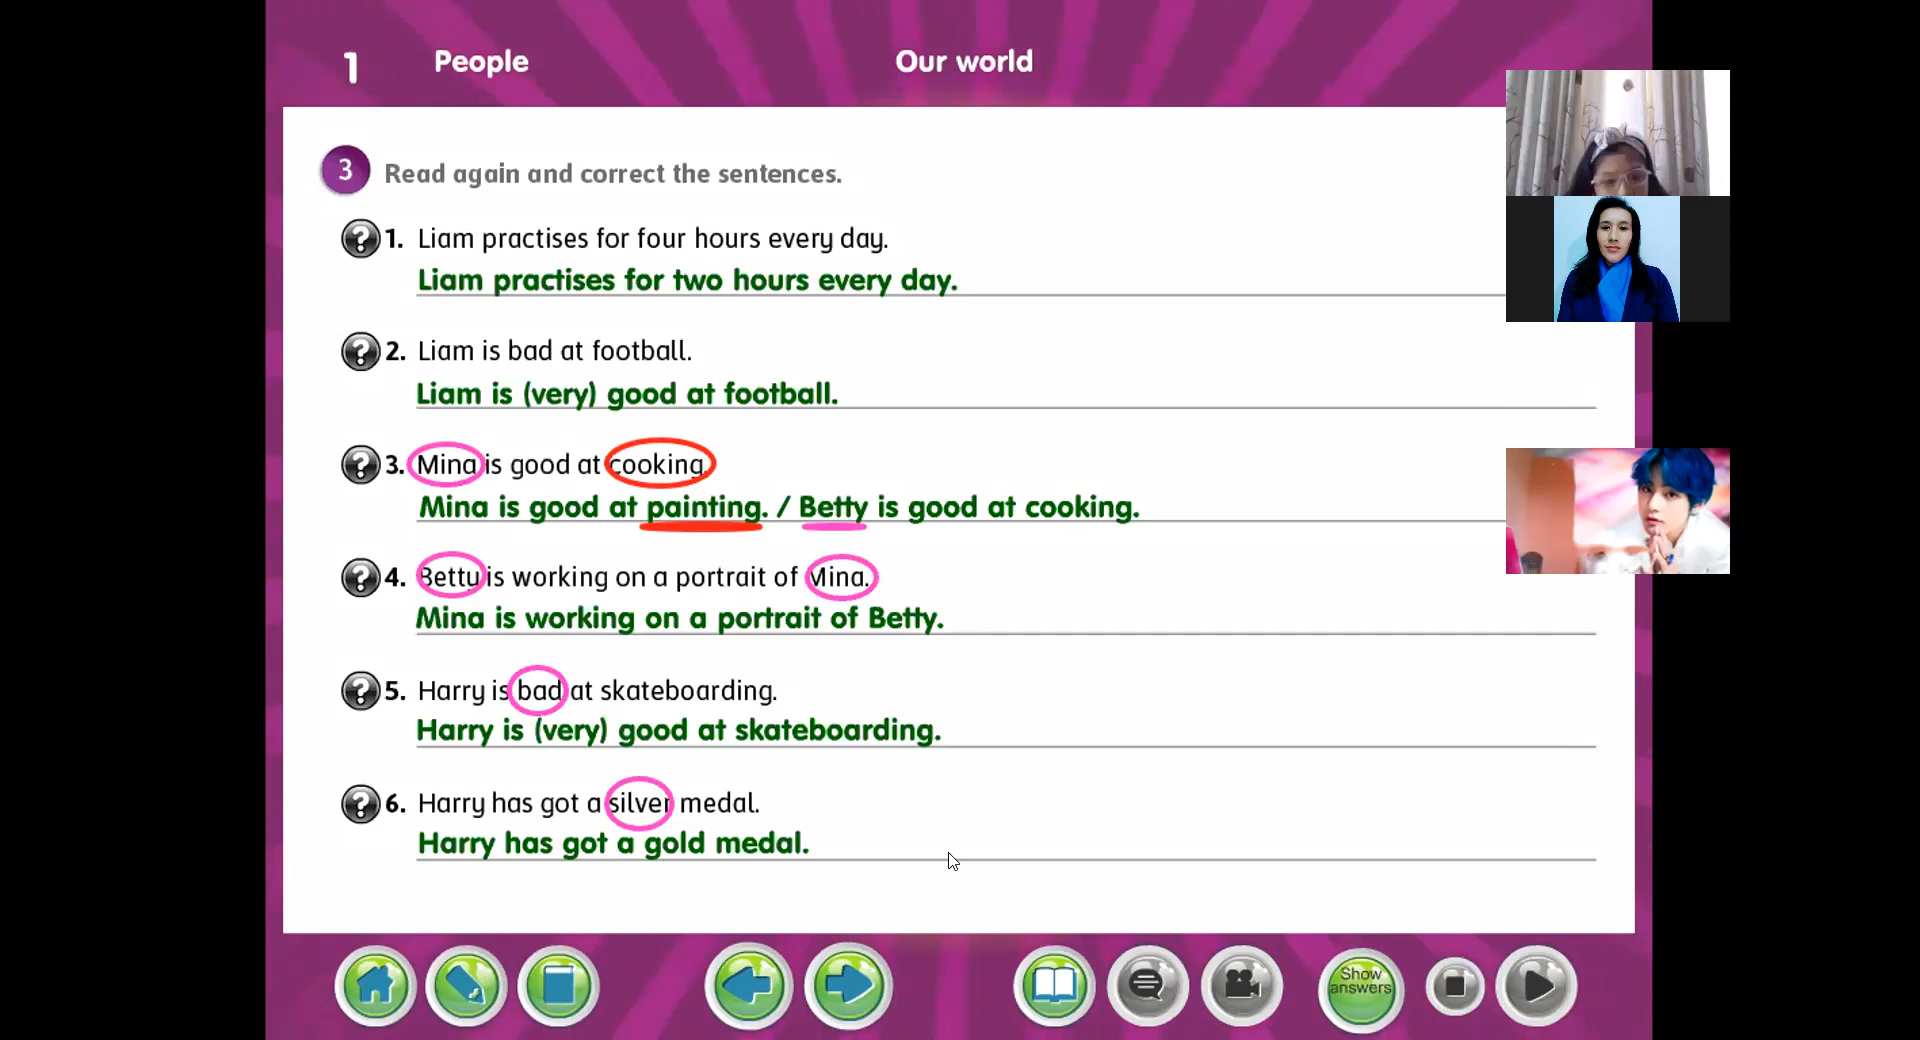 1 People Our world
3 Read again and correct the sentences.
1. Liam practises for four hours every day.
Liam practises for two hours every day.
2. Liam is bad at football.
Liam is (very) good at football.
3. Mina is good at cooking.
Mina is good at painting. / Betty is good at cooking.
4. Betty is working on a portrait of Mina.
Mina is working on a portrait of Betty.
5. Harry is bad at skateboarding.
Harry is (very) good at skateboarding.
6. Harry has got a silver medal.
Harry has got a gold medal.
Show
answers